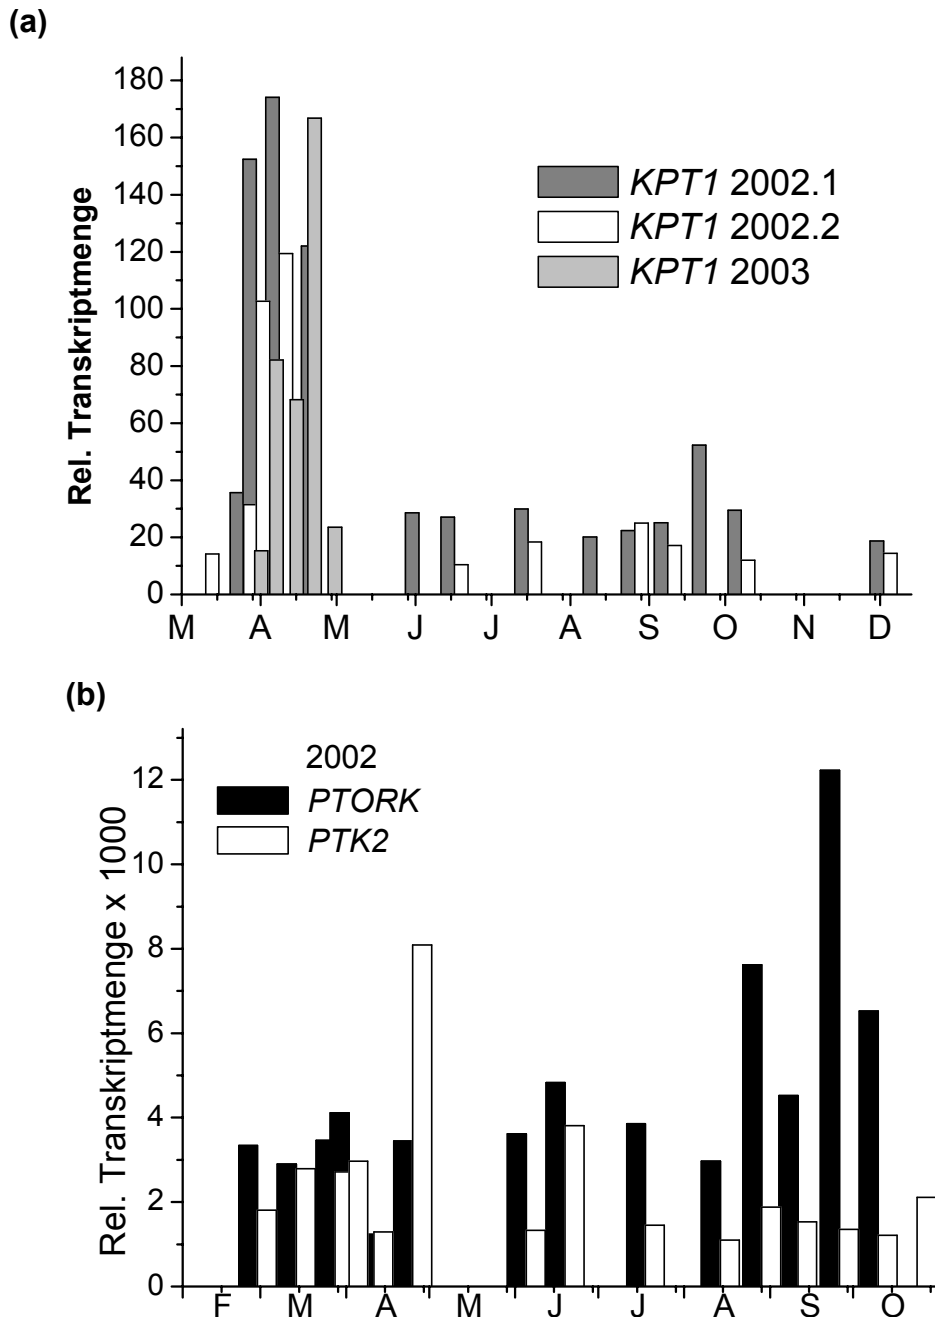 (a)
Rel. Transkriptmenge
180
160
140
120
100
80
60
40
20
0
KPT1 2002.1
KPT1 2002.2
KPT1 2003
M A M J J A S O N D
(b)
Rel. Transkriptmenge x 1000
12
10
8
6
4
2
0
2002
PTORK
PTK2
F M A M J J A S O